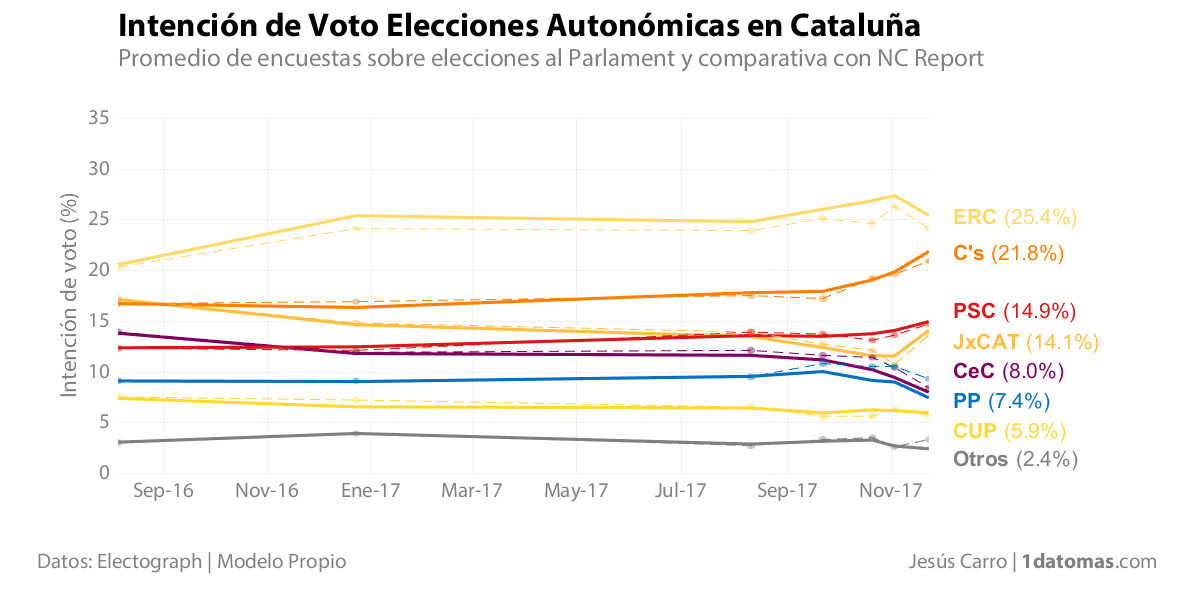 Intención de Voto Elecciones Autonómicas en Cataluña
Promedio de encuestas sobre elecciones al Parlament y comparativa con NC Report
Intención de voto (%)
35
30
25
20
15
10
5
0
Sep-16 Nov-16 Ene-17 Mar-17 May-17 Jul-17 Sep-17 Nov-17
ERC (25.4%)
C's (21.8%)
PSC (14.9%)
JxCAT (14.1%)
CeC (8.0%)
PP (7.4%)
CUP (5.9%)
Otros (2.4%)
Datos: Electograph | Modelo Propio
Jesús Carro | 1datomas.com